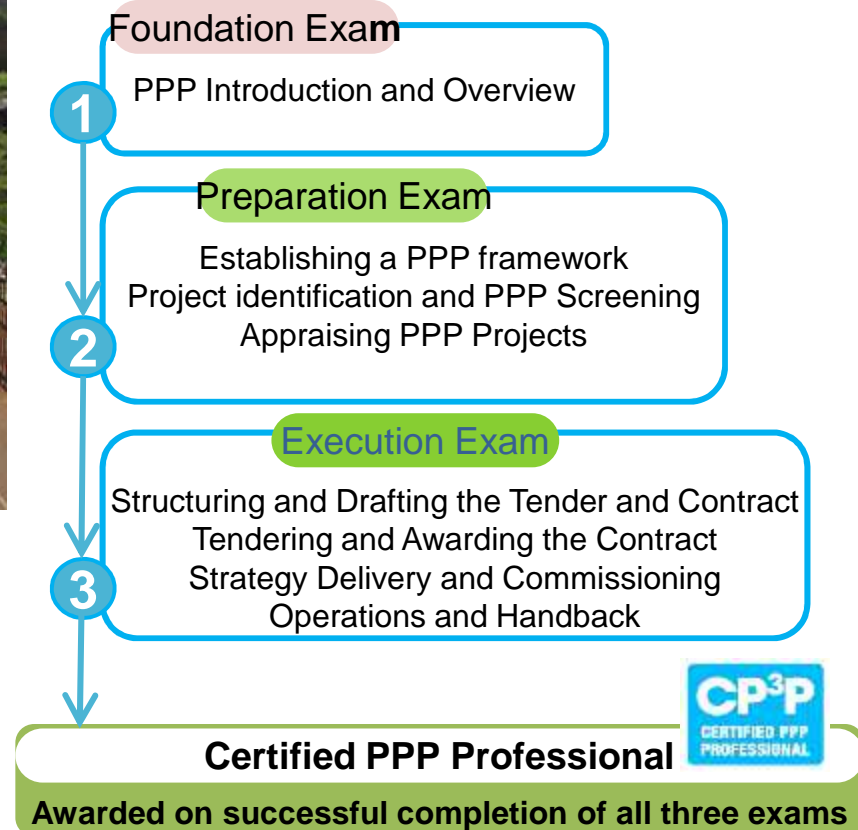 Foundation Exam
1
PPP Introduction and Overview
Preparation Exam
2
Establishing a PPP framework
Project identification and PPP Screening
Appraising PPP Projects
Execution Exam
3
Structuring and Drafting the Tender and Contract
Tendering and Awarding the Contract
Strategy Delivery and Commissioning
Operations and Handback
CP³P
CERTIFIED PPP
PROFESSIONAL
Certified PPP Professional
Awarded on successful completion of all three exams